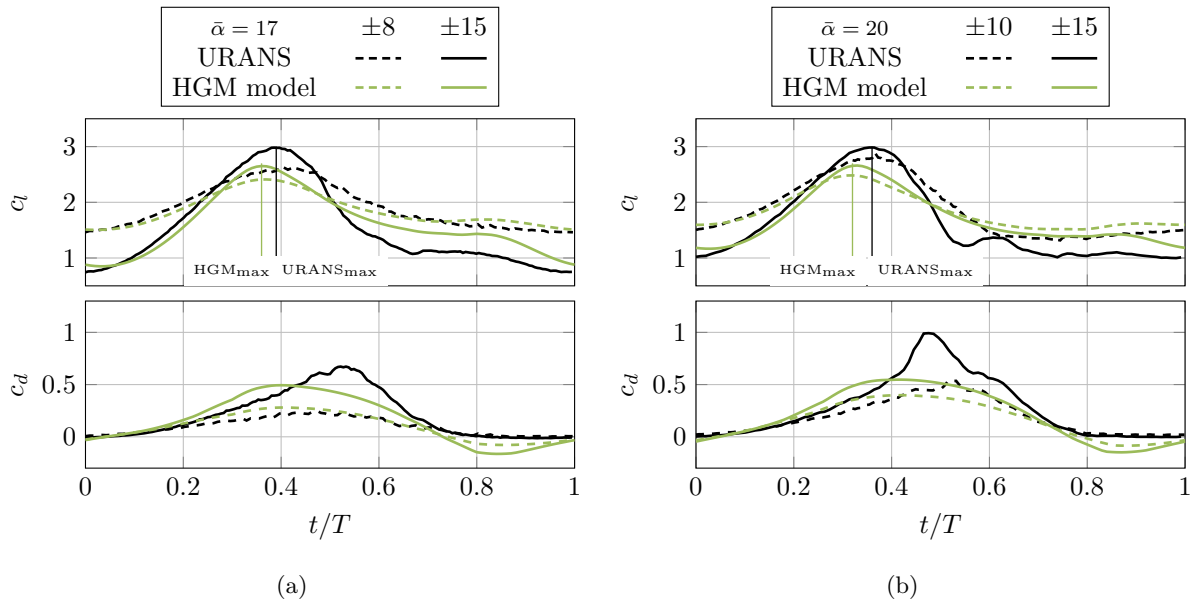 ᾱ = 17 ±8 ±15
URANS
HGM model
3
2
1
c_l
HGM_max URANS_max
1
0.5
0
c_d
0 0.2 0.4 0.6 0.8 1
t/T
(a)
ᾱ = 20 ±10 ±15
URANS
HGM model
3
2
1
c_l
HGM_max URANS_max
1
0.5
0
c_d
0 0.2 0.4 0.6 0.8 1
t/T
(b)